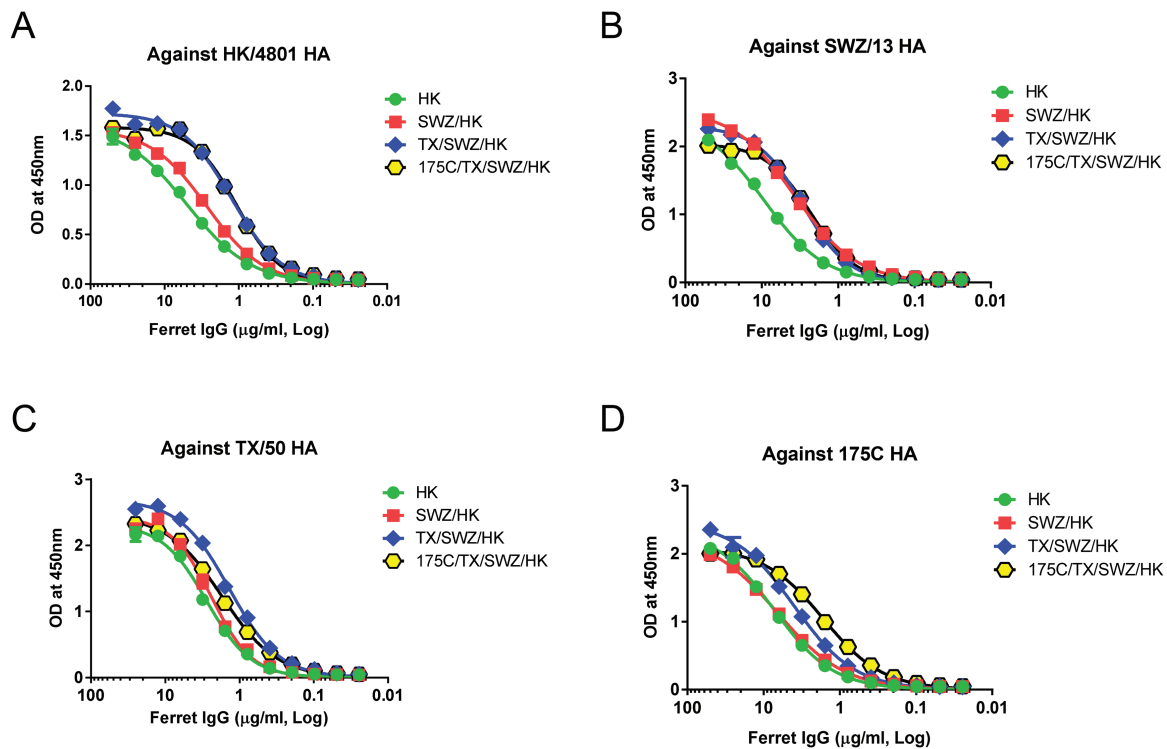 A
Against HK/4801 HA
2.0
1.5
1.0
0.5
0.0
100
10
1
0.1
0.01
OD at 450nm
Ferret IgG (μg/ml, Log)
HK
SWZ/HK
TX/SWZ/HK
175C/TX/SWZ/HK
B
Against SWZ/13 HA
3
2
1
0
100
10
1
0.1
0.01
OD at 450nm
Ferret IgG (μg/ml, Log)
HK
SWZ/HK
TX/SWZ/HK
175C/TX/SWZ/HK
C
Against TX/50 HA
3
2
1
0
100
10
1
0.1
0.01
OD at 450nm
Ferret IgG (μg/ml, Log)
HK
SWZ/HK
TX/SWZ/HK
175C/TX/SWZ/HK
D
Against 175C HA
3
2
1
0
100
10
1
0.1
0.01
OD at 450nm
Ferret IgG (μg/ml, Log)
HK
SWZ/HK
TX/SWZ/HK
175C/TX/SWZ/HK